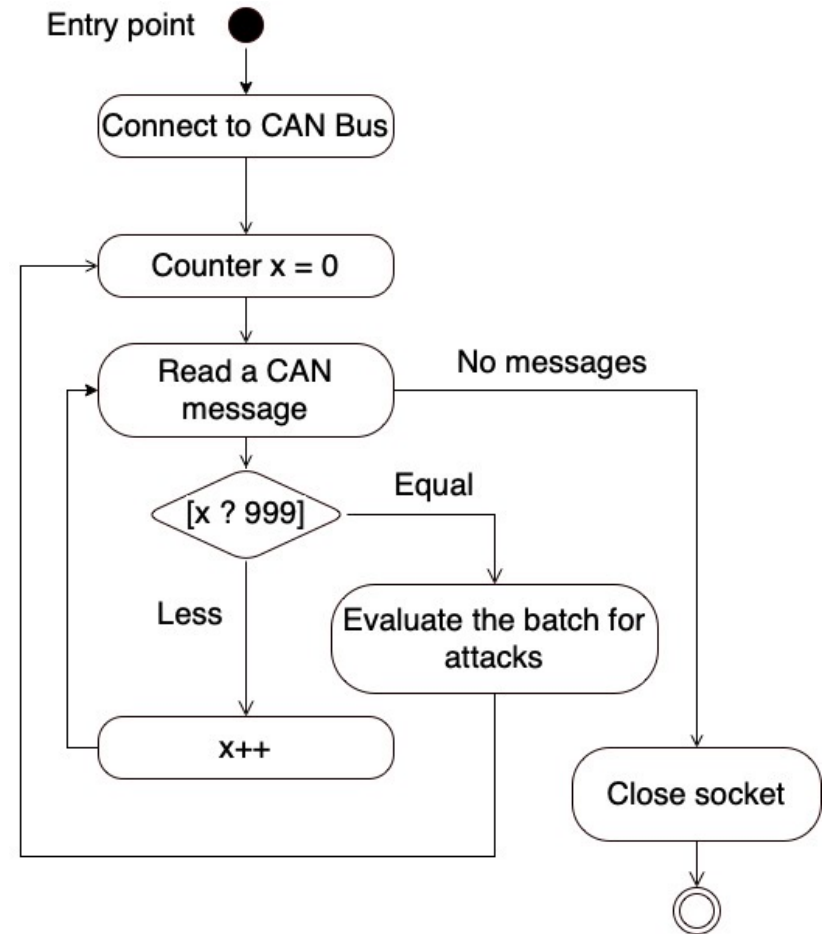 Entry point
Connect to CAN Bus
Counter x = 0
Read a CAN
message
No messages
[x ? 999]
Equal
Less
Evaluate the batch for
attacks
x++
Close socket